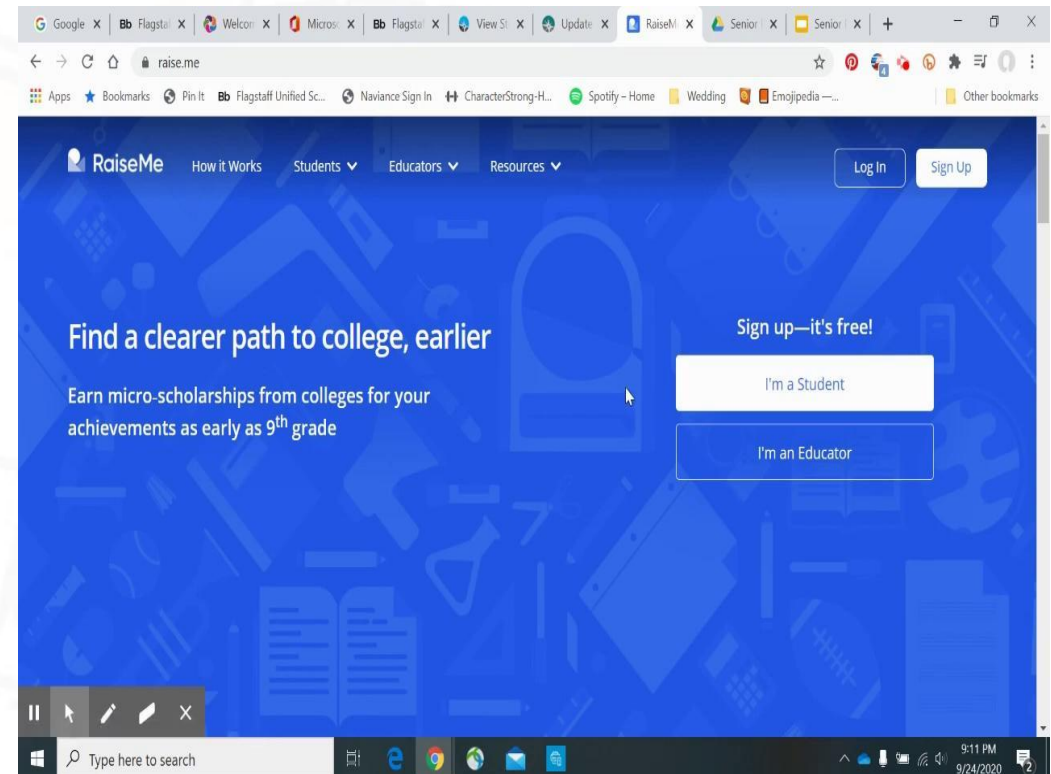 Google Bb Flagstal Welcon Micros Bb Flagstal View St Update RaiseM Senior Senior
raise.me
Apps Bookmarks Pin It Bb Flagstaff Unified Sc... Naviance Sign In CharacterStrong-H... Spotify – Home Wedding Emojipedia —... Other bookmarks
RaiseMe How it Works Students Educators Resources Log In Sign Up
Find a clearer path to college, earlier
Earn micro-scholarships from colleges for your
achievements as early as 9th grade
Sign up—it's free!
I'm a Student
I'm an Educator
Type here to search
9:11 PM
9/24/2020
2